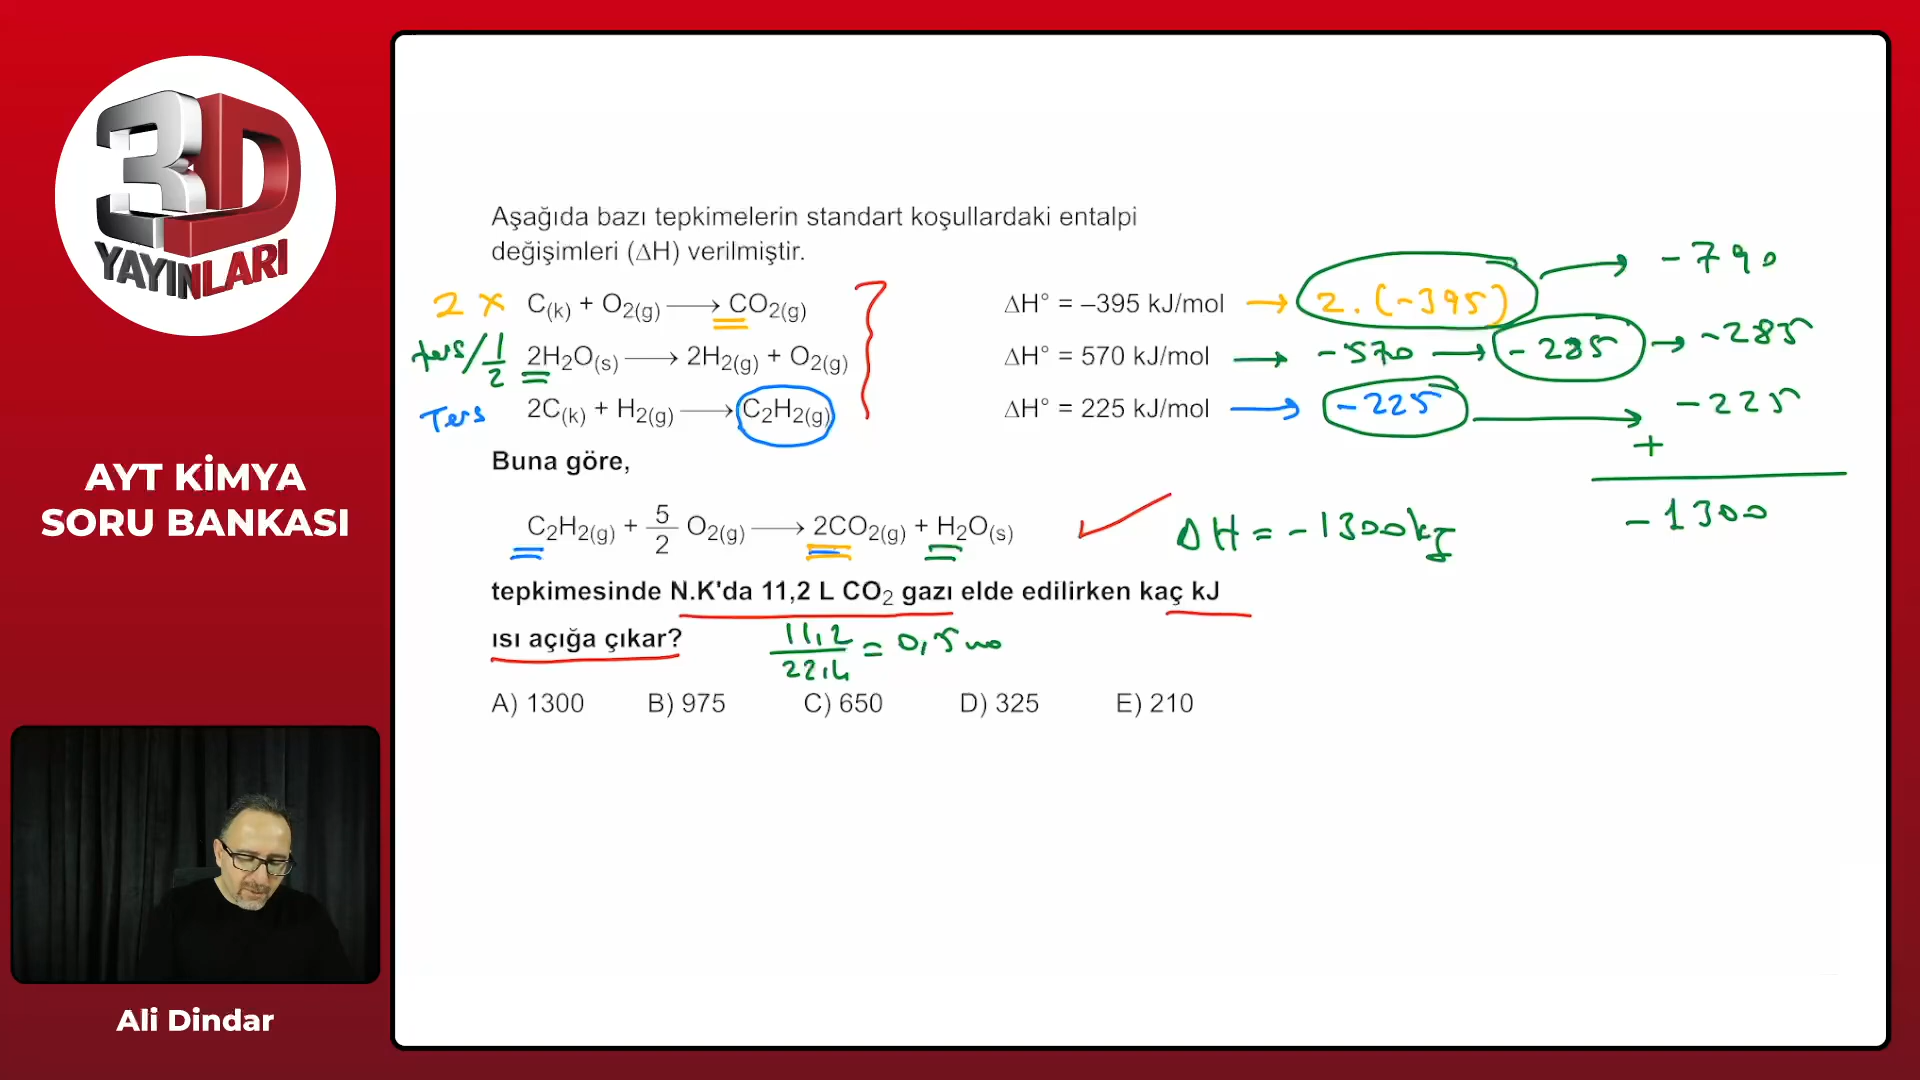 3D
YAYINLARI
AYT KİMYA
SORU BANKASI
Ali Dindar
Aşağıda bazı tepkimelerin standart koşullardaki entalpi
değişimleri (ΔH) verilmiştir.
2 x C(k) + O2(g) → CO2(g) ΔH° = –395 kJ/mol → 2.(-395) → -790
ters/ 1/2 2H2O(s) → 2H2(g) + O2(g) ΔH° = 570 kJ/mol → -570 → -285 → -285
Ters 2C(k) + H2(g) → C2H2(g) ΔH° = 225 kJ/mol → -225 → -225
+
-1300
Buna göre,
C2H2(g) + 5/2 O2(g) → 2CO2(g) + H2O(s) ΔH = -1300 kj
tepkimesinde N.K'da 11,2 L CO2 gazı elde edilirken kaç kJ
ısı açığa çıkar? 11,2/22,4 = 0,5 mo
A) 1300 B) 975 C) 650 D) 325 E) 210